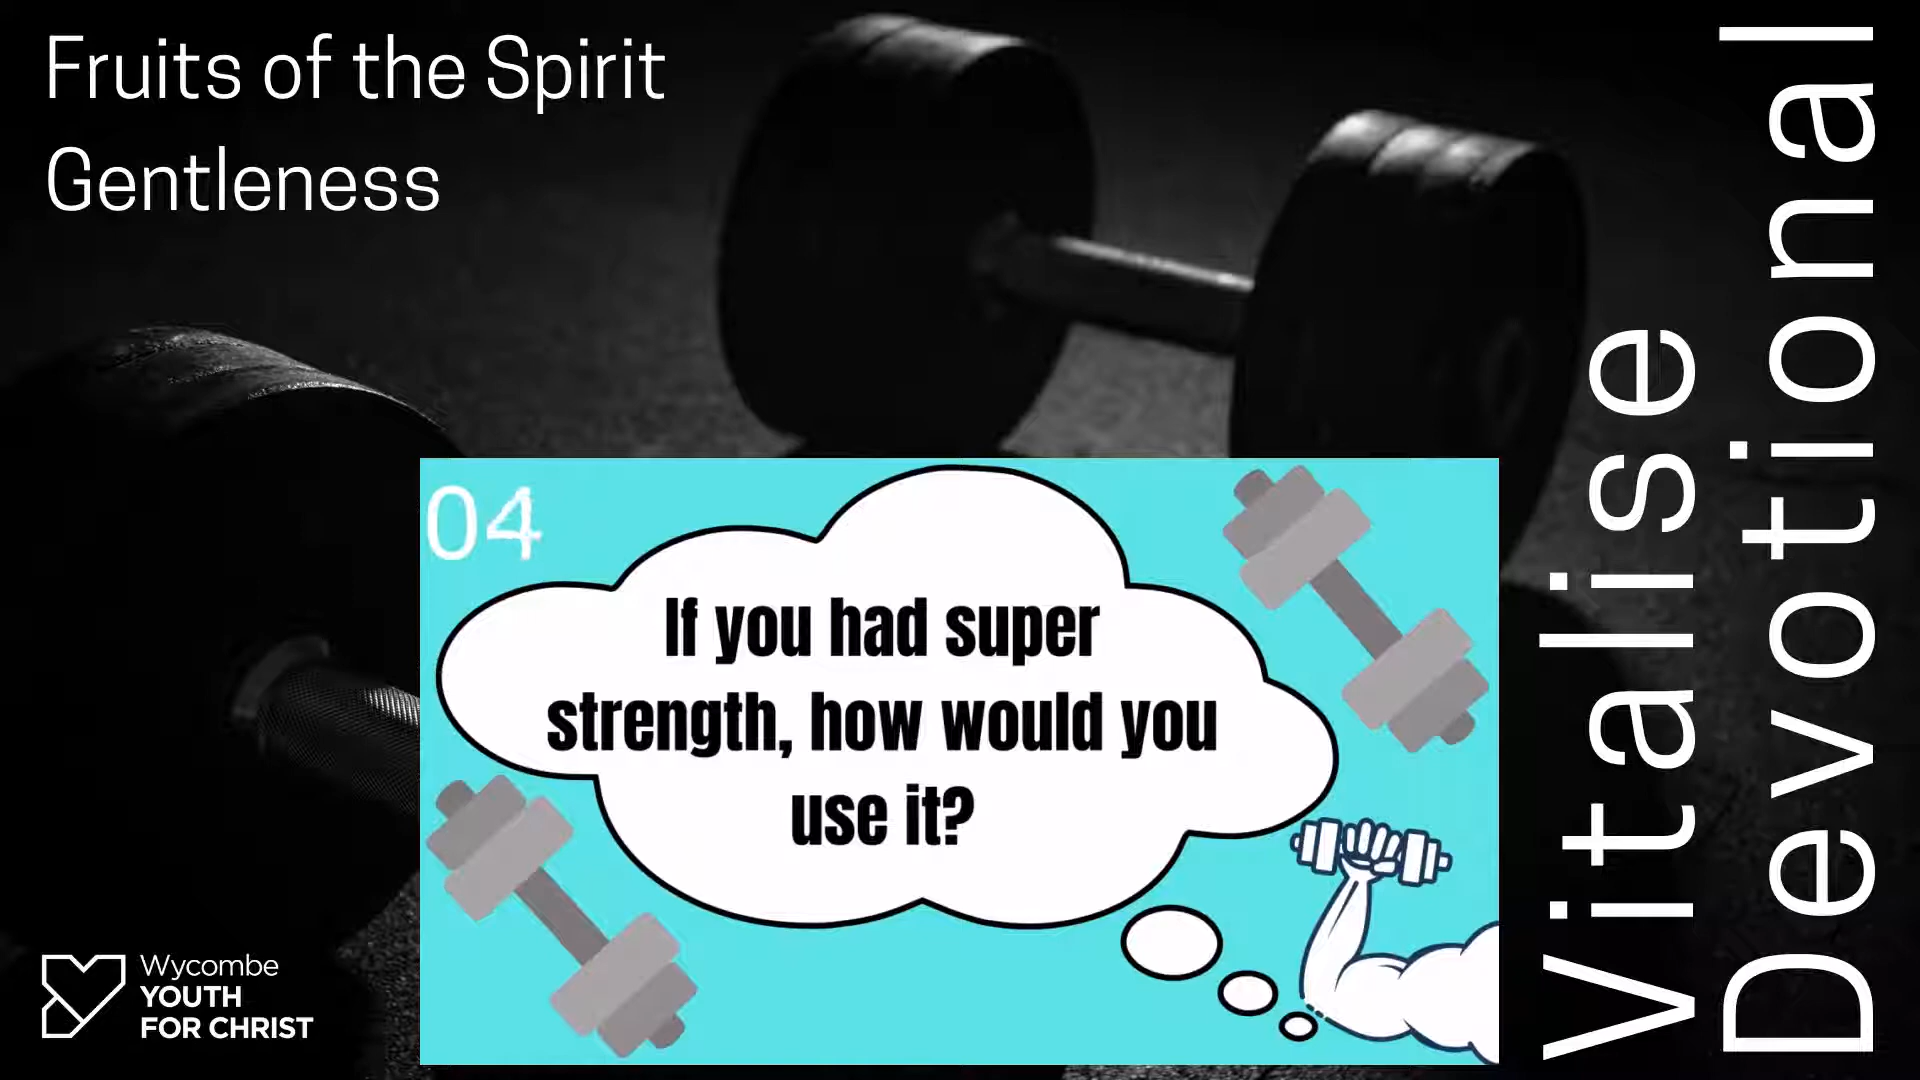 Fruits of the Spirit
Gentleness
04
If you had super
strength, how would you
use it?
Vitalise
Devotional
Wycombe
YOUTH
FOR CHRIST